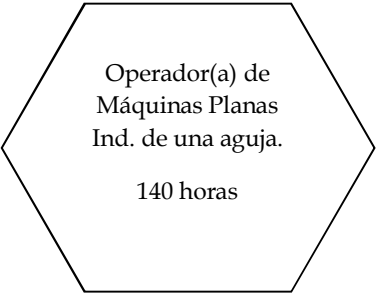 Operador(a) de
Máquinas Planas
Ind. de una aguja.
140 horas